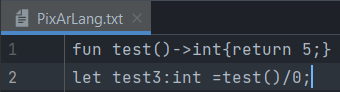 PixArLang.txt
1 fun test()->int{return 5;}
2 let test3:int =test()/0;